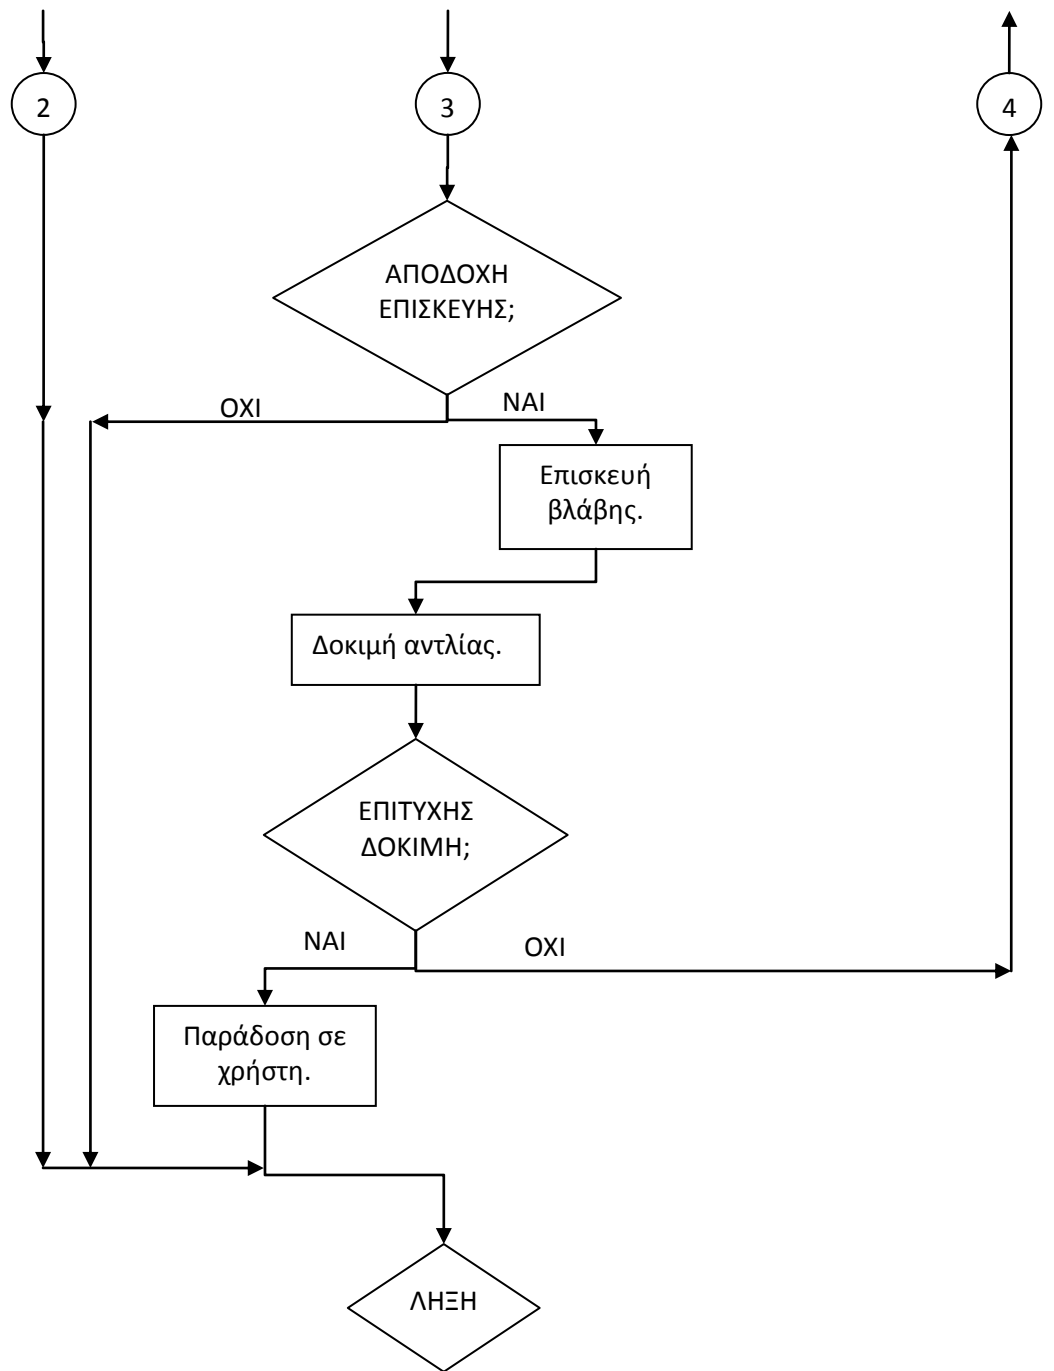 2
3
4
ΑΠΟΔΟΧΗ
ΕΠΙΣΚΕΥΗΣ;
ΟΧΙ
ΝΑΙ
Επισκευή
βλάβης.
Δοκιμή αντλίας.
ΕΠΙΤΥΧΗΣ
ΔΟΚΙΜΗ;
ΝΑΙ
ΟΧΙ
Παράδοση σε
χρήστη.
ΛΗΞΗ